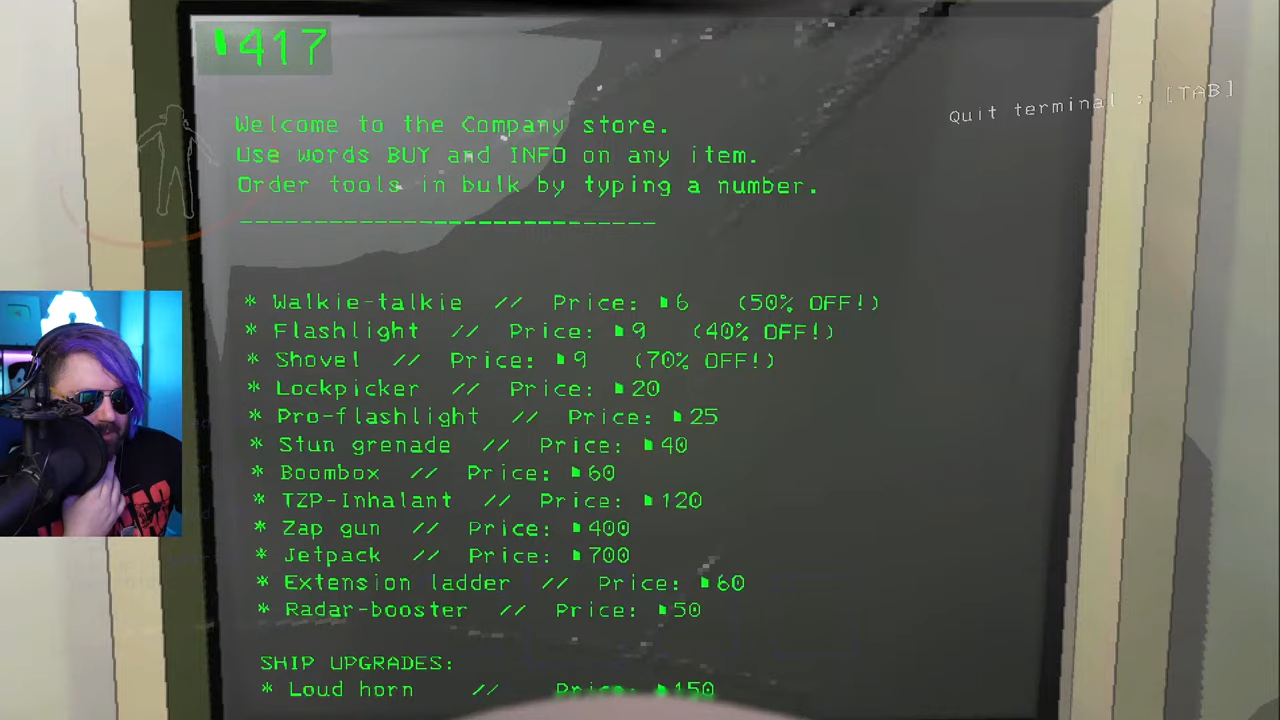 ▮417
Quit terminal : [TAB]
Welcome to the Company store.
Use words BUY and INFO on any item.
Order tools in bulk by typing a number.
----------------------------
* Walkie-talkie // Price: ▮6 (50% OFF!)
* Flashlight // Price: ▮9 (40% OFF!)
* Shovel // Price: ▮9 (70% OFF!)
* Lockpicker // Price: ▮20
* Pro-flashlight // Price: ▮25
* Stun grenade // Price: ▮40
* Boombox // Price: ▮60
* TZP-Inhalant // Price: ▮120
* Zap gun // Price: ▮400
* Jetpack // Price: ▮700
* Extension ladder // Price: ▮60
* Radar-booster // Price: ▮50
SHIP UPGRADES:
* Loud horn // Price: ▮150